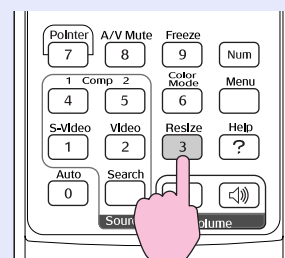 Pointer A/V Mute Freeze
7 8 9 Num
1 Comp 2 Color Mode Menu
4 5 6
S-Video Video Resize Help
1 2 3 ?
Auto Search
0